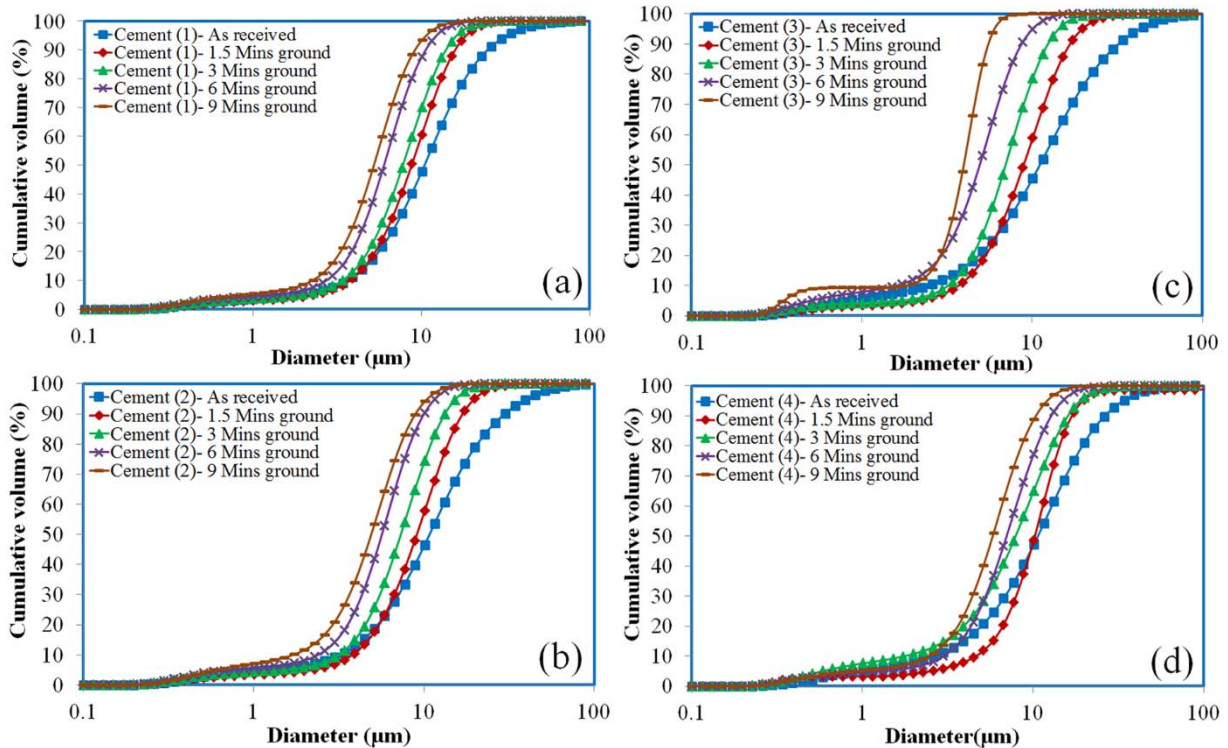 Cumulative volume (%)
100
90
80
70
60
50
40
30
20
10
0
Cement (1)- As received
Cement (1)- 1.5 Mins ground
Cement (1)- 3 Mins ground
Cement (1)- 6 Mins ground
Cement (1)- 9 Mins ground
(a)
0.1
1
10
100
Diameter (µm)
Cumulative volume (%)
100
90
80
70
60
50
40
30
20
10
0
Cement (3)- As received
Cement (3)- 1.5 Mins ground
Cement (3)- 3 Mins ground
Cement (3)- 6 Mins ground
Cement (3)- 9 Mins ground
(c)
0.1
1
10
100
Diameter (µm)
Cumulative volume (%)
100
90
80
70
60
50
40
30
20
10
0
Cement (2)- As received
Cement (2)- 1.5 Mins ground
Cement (2)- 3 Mins ground
Cement (2)- 6 Mins ground
Cement (2)- 9 Mins ground
(b)
0.1
1
10
100
Diameter (µm)
Cumulative volume (%)
100
90
80
70
60
50
40
30
20
10
0
Cement (4)- As received
Cement (4)- 1.5 Mins ground
Cement (4)- 3 Mins ground
Cement (4)- 6 Mins ground
Cement (4)- 9 Mins ground
(d)
0.1
1
10
100
Diameter(µm)